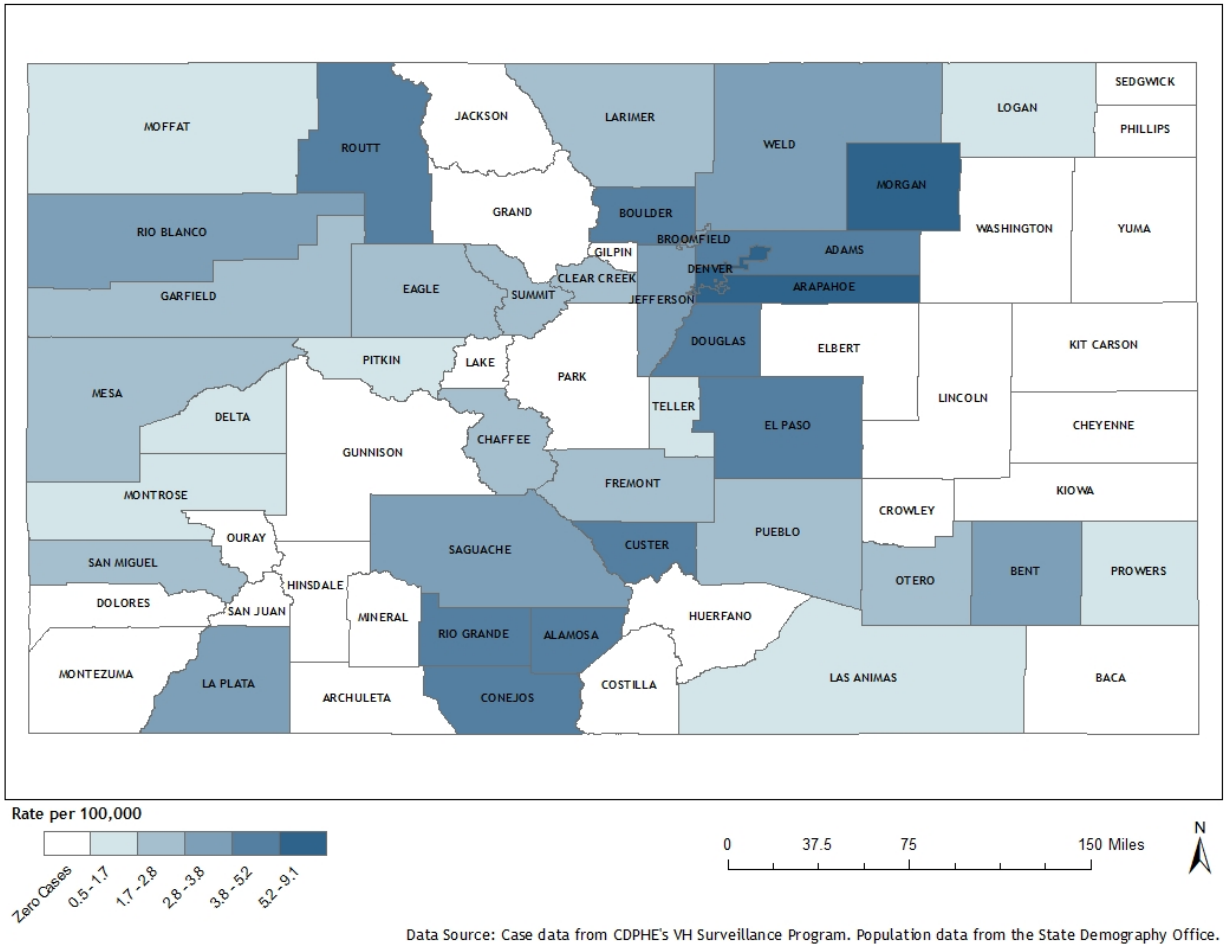 SEDGWICK
LOGAN
JACKSON
LARIMER
MOFFAT
PHILLIPS
WELD
ROUTT
MORGAN
GRAND
BOULDER
WASHINGTON
YUMA
RIO BLANCO
BROOMFIELD
GILPIN
ADAMS
DENVER
CLEAR CREEK
EAGLE
ARAPAHOE
GARFIELD
SUMMIT
JEFFERSON
DOUGLAS
KIT CARSON
ELBERT
PITKIN
LAKE
PARK
MESA
LINCOLN
TELLER
DELTA
EL PASO
CHEYENNE
CHAFFEE
GUNNISON
FREMONT
KIOWA
MONTROSE
CROWLEY
PUEBLO
OURAY
CUSTER
SAGUACHE
SAN MIGUEL
BENT
PROWERS
OTERO
HINSDALE
DOLORES
SAN JUAN
MINERAL
HUERFANO
RIO GRANDE
ALAMOSA
MONTEZUMA
LAS ANIMAS
BACA
LA PLATA
COSTILLA
ARCHULETA
CONEJOS
Rate per 100,000
Zero Cases
0.5 - 1.7
1.7 - 2.8
2.8 - 3.8
3.8 - 5.2
5.2 - 9.1
0 37.5 75 150 Miles
N
Data Source: Case data from CDPHE's VH Surveillance Program. Population data from the State Demography Office.